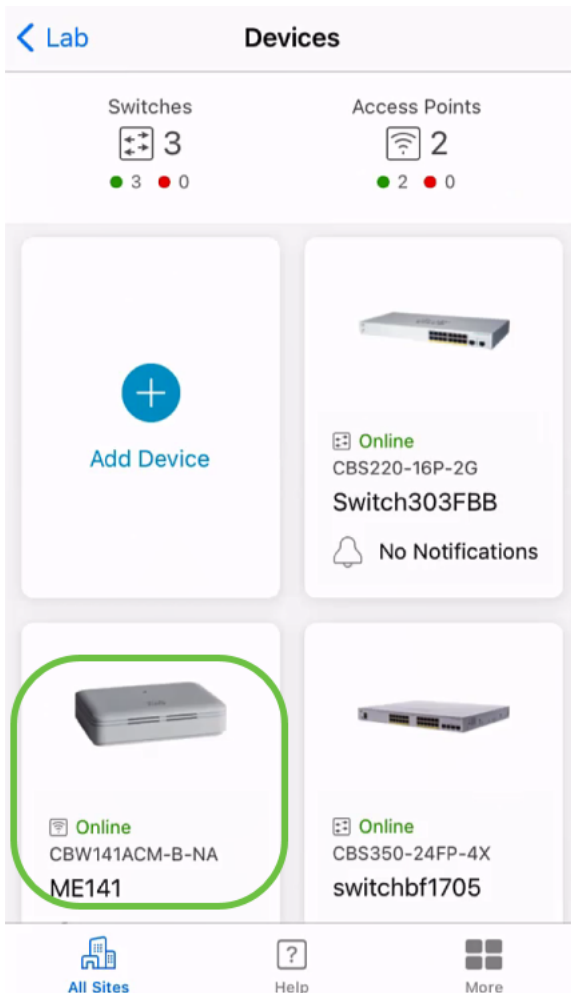 Lab
Devices
Switches
Access Points
3
2
3 0
2 0
Add Device
Online
CBS220-16P-2G
Switch303FBB
No Notifications
Online
CBW141ACM-B-NA
ME141
Online
CBS350-24FP-4X
switchbf1705
All Sites
?
Help
More